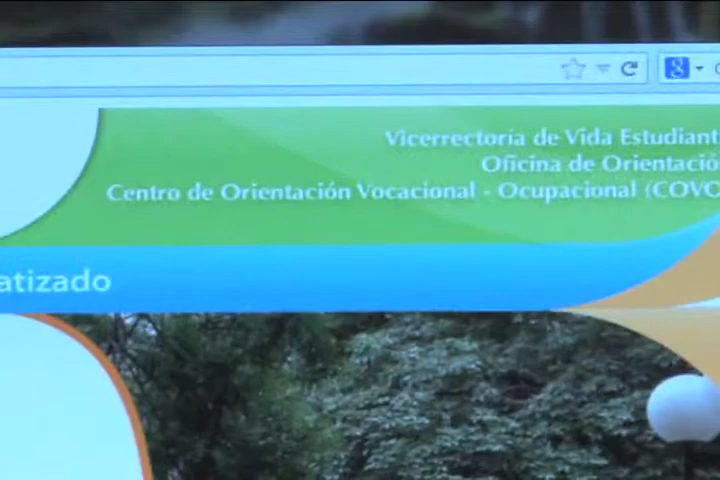 Vicerrectoría de Vida Estudiant
Oficina de Orientació
Centro de Orientación Vocacional - Ocupacional (COVO
atizado